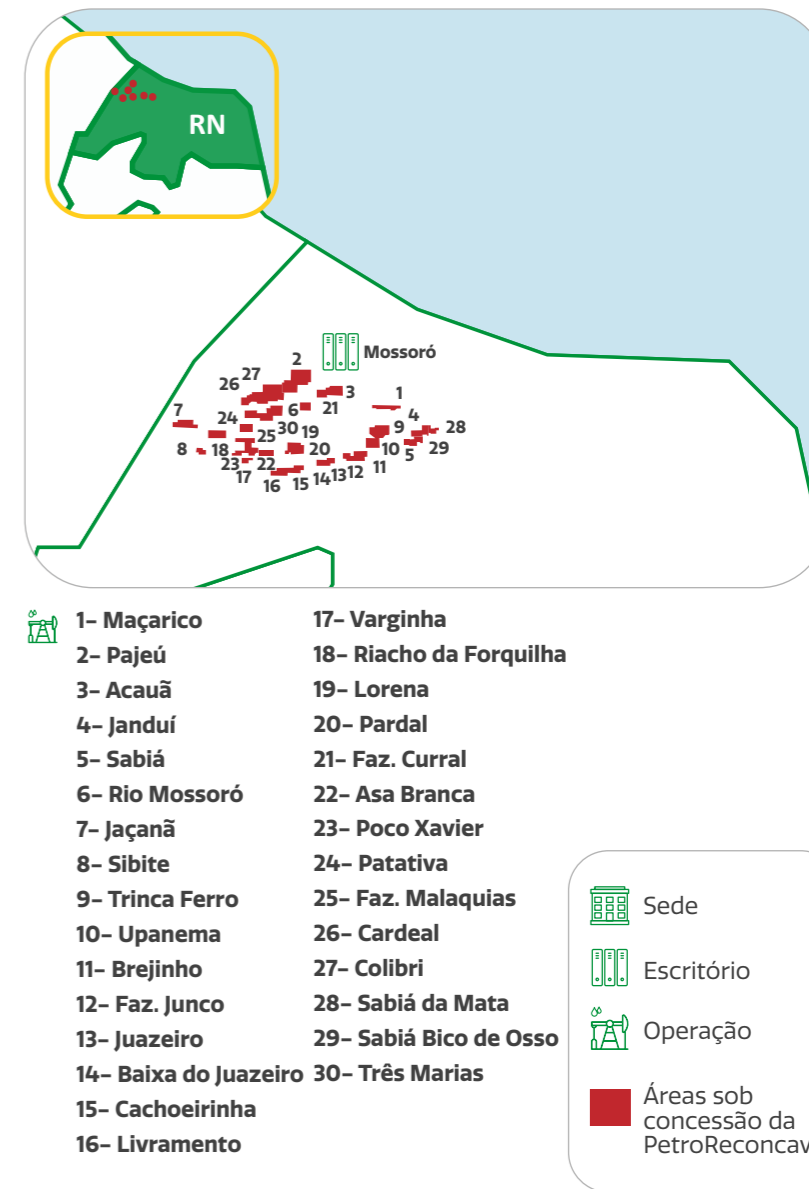 RN
Mossoró
2
27
26
3
1
7
6
21
4
24
9
28
30
19
25
10
29
8
18
20
5
23
22
11
17
14
13
12
16
15
1– Maçarico
2– Pajeú
3– Acauã
4– Janduí
5– Sabiá
6– Rio Mossoró
7– Jaçanã
8– Sibite
9– Trinca Ferro
10– Upanema
11– Brejinho
12– Faz. Junco
13– Juazeiro
14– Baixa do Juazeiro
15– Cachoeirinha
16– Livramento
17– Varginha
18– Riacho da Forquilha
19– Lorena
20– Pardal
21– Faz. Curral
22– Asa Branca
23– Poco Xavier
24– Patativa
25– Faz. Malaquias
26– Cardeal
27– Colibri
28– Sabiá da Mata
29– Sabiá Bico de Osso
30– Três Marias
Sede
Escritório
Operação
Áreas sob
concessão da
PetroReconcav